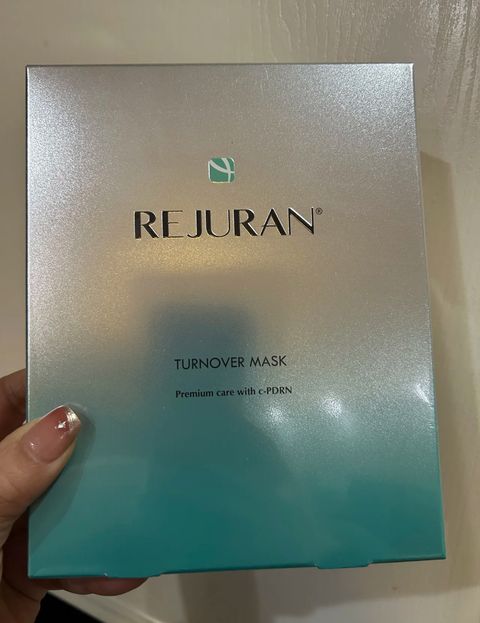 REJURAN®
TURNOVER MASK
Premium care with c-PDRN